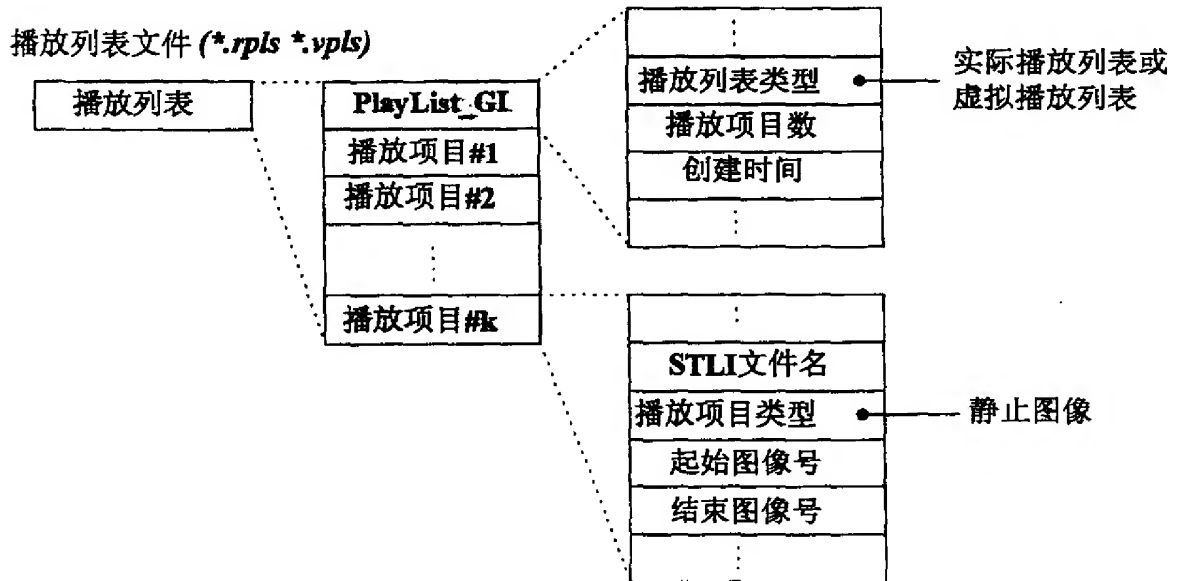 播放列表文件 (*.rpls *.vpls)
播放列表
PlayList_GI
播放项目#1
播放项目#2
播放项目#k
播放列表类型
播放项目数
创建时间
实际播放列表或
虚拟播放列表
STLI文件名
播放项目类型
起始图像号
结束图像号
静止图像